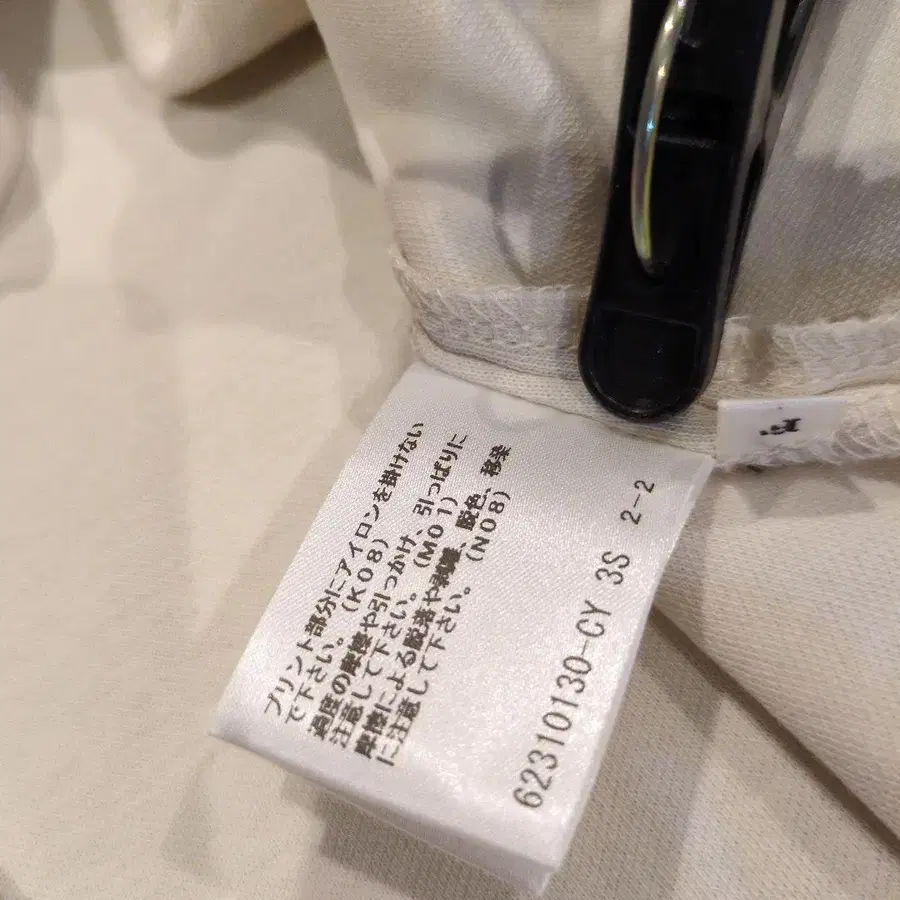 プリント部分にアイロンを掛けない
で下さい。(K08)
過度の摩擦や引っかけ、引っぱりに
注意して下さい。(M01)
摩擦による脱落や剥離、脱色、移染
に注意して下さい。(N08)
62310130-CY 3S 2-2